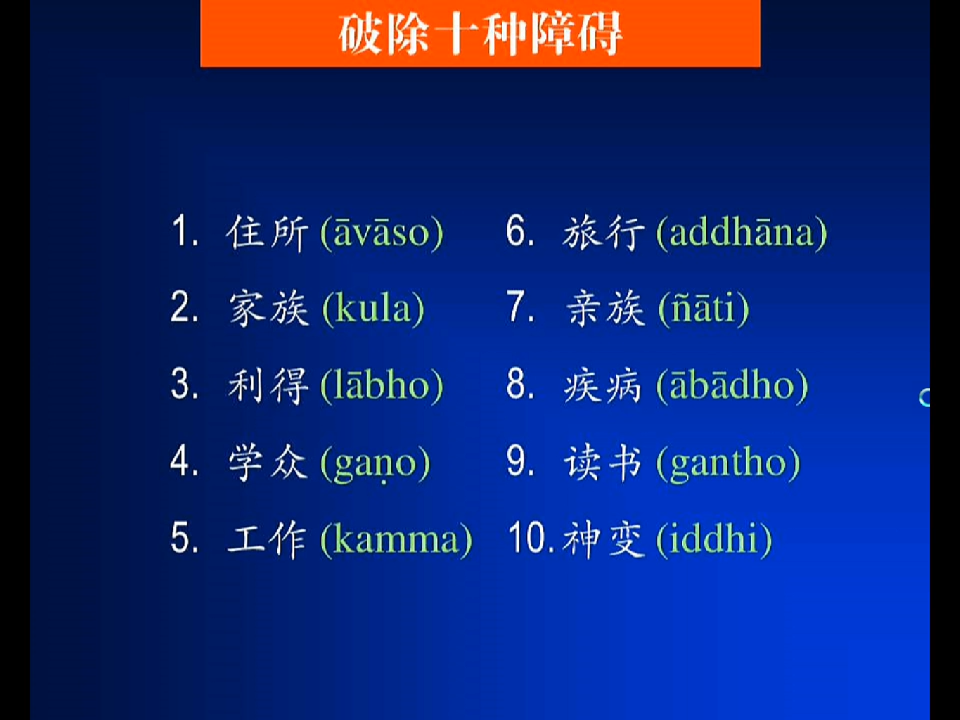 破除十种障碍
1. 住所 (āvāso)
2. 家族 (kula)
3. 利得 (lābho)
4. 学众 (gaṇo)
5. 工作 (kamma)
6. 旅行 (addhāna)
7. 亲族 (ñāti)
8. 疾病 (ābādho)
9. 读书 (gantho)
10. 神变 (iddhi)